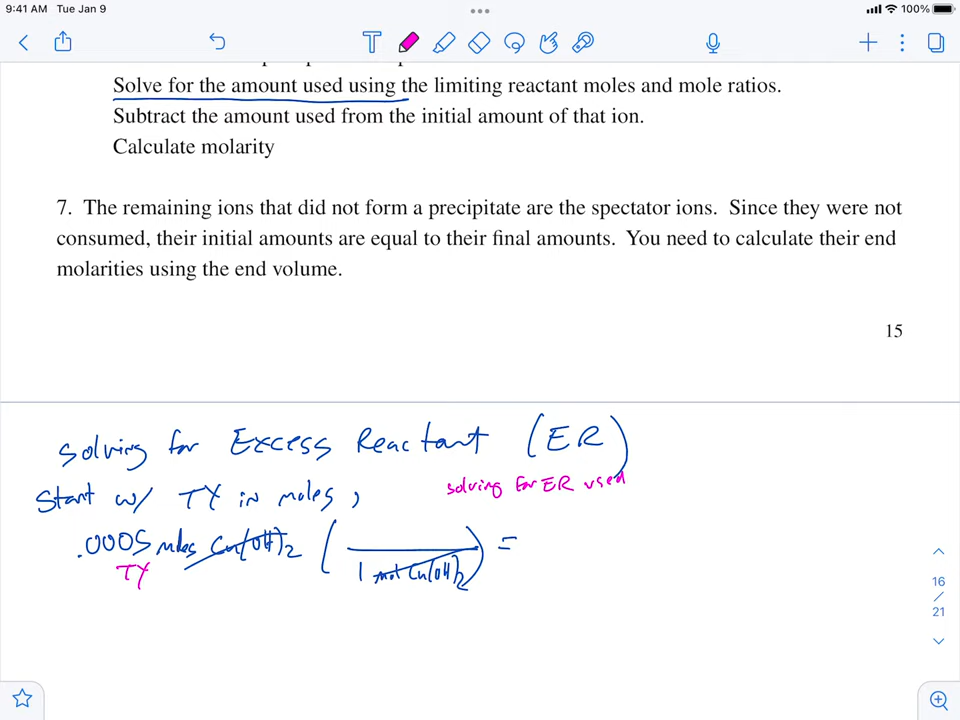 9:41 AM Tue Jan 9
100%
Solve for the amount used using the limiting reactant moles and mole ratios.
Subtract the amount used from the initial amount of that ion.
Calculate molarity
7. The remaining ions that did not form a precipitate are the spectator ions. Since they were not
consumed, their initial amounts are equal to their final amounts. You need to calculate their end
molarities using the end volume.
15
Solving for Excess Reactant (ER)
Start w/ TY in moles,
solving for ER used
.0005 moles Cu(OH)2 ( / 1 mol Cu(OH)2 ) =
TY
16
/
21